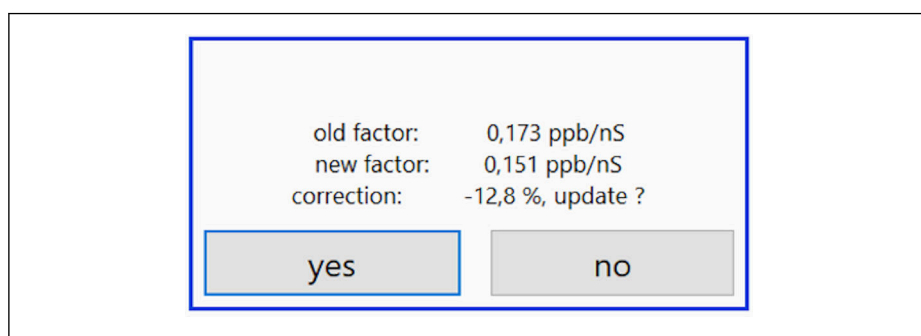 old factor: 0,173 ppb/nS
new factor: 0,151 ppb/nS
correction: -12,8 %, update ?
yes no